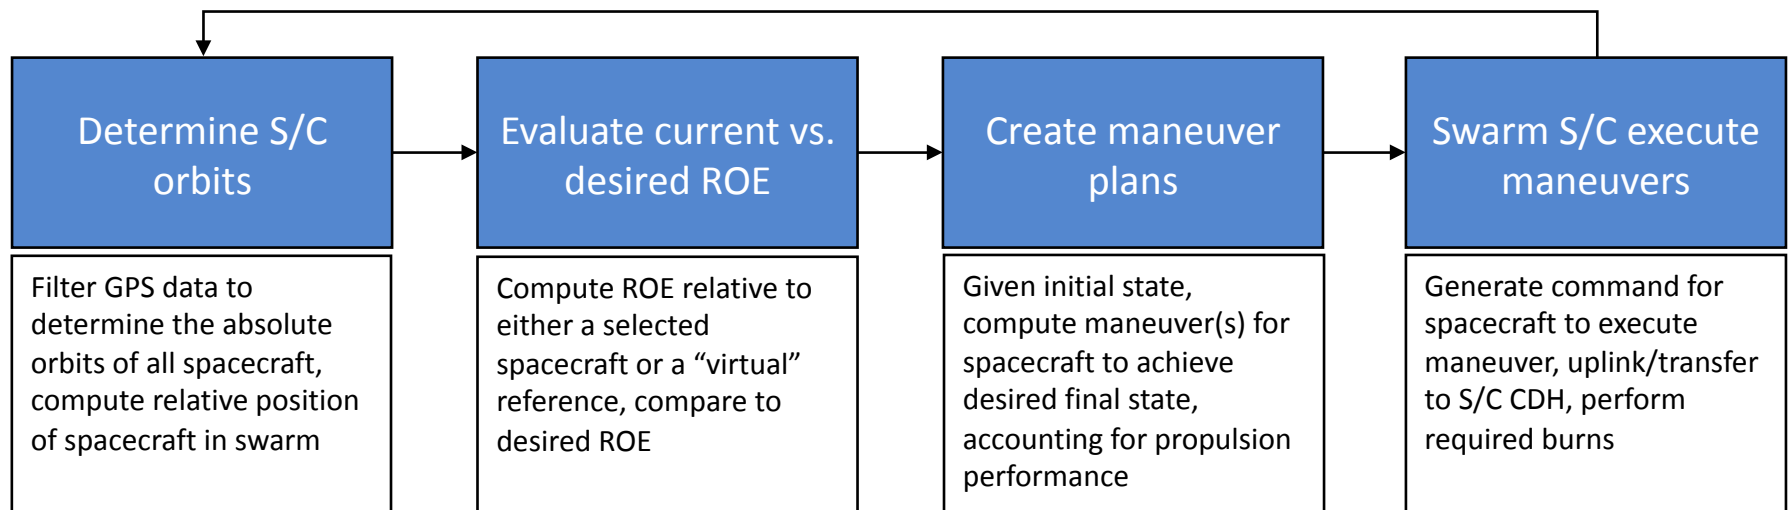 Determine S/C
orbits
Evaluate current vs.
desired ROE
Create maneuver
plans
Swarm S/C execute
maneuvers
Filter GPS data to
determine the absolute
orbits of all spacecraft,
compute relative position
of spacecraft in swarm
Compute ROE relative to
either a selected
spacecraft or a “virtual”
reference, compare to
desired ROE
Given initial state,
compute maneuver(s) for
spacecraft to achieve
desired final state,
accounting for propulsion
performance
Generate command for
spacecraft to execute
maneuver, uplink/transfer
to S/C CDH, perform
required burns